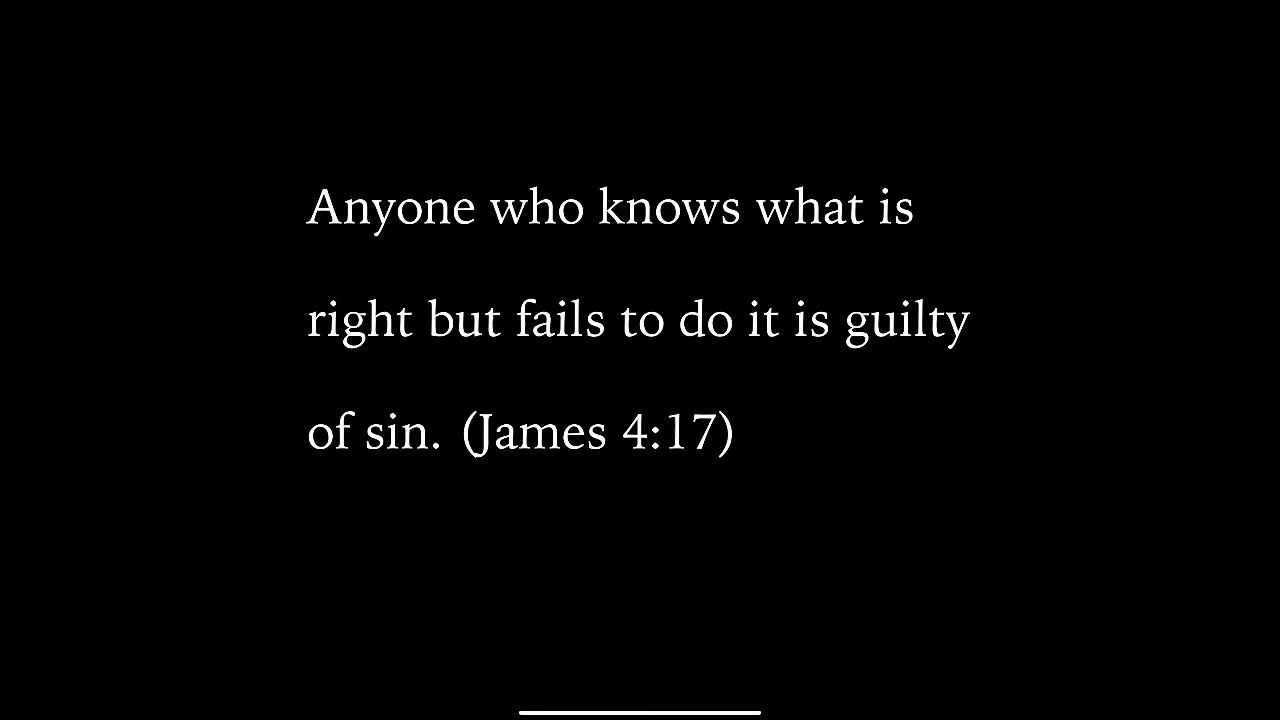 Anyone who knows what is
right but fails to do it is guilty
of sin. (James 4:17)